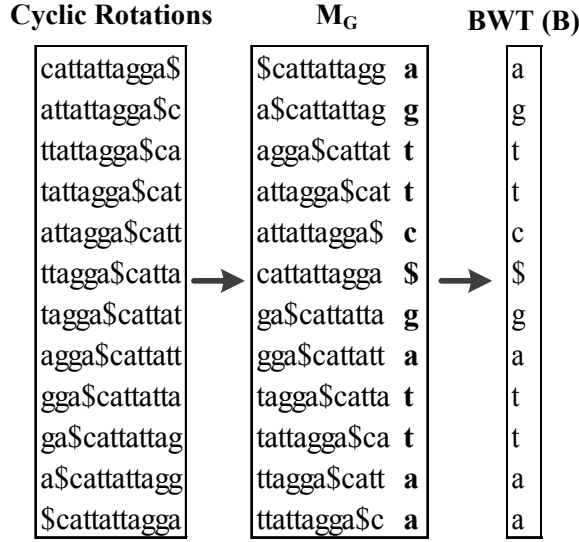 Cyclic Rotations M_G BWT (B)
cattattagga$ $cattattagg a a
attattagga$c a$cattattag g g
ttattagga$ca agga$cattat t t
tattagga$cat attagga$cat t t
attagga$catt attattagga$ c c
ttagga$catta cattattagga $ $
tagga$cattat ga$cattatta g g
agga$cattatt gga$cattatt a a
gga$cattatta tagga$catta t t
ga$cattattag tattagga$ca t t
a$cattattagg ttagga$catt a a
$cattattagga ttattagga$c a a